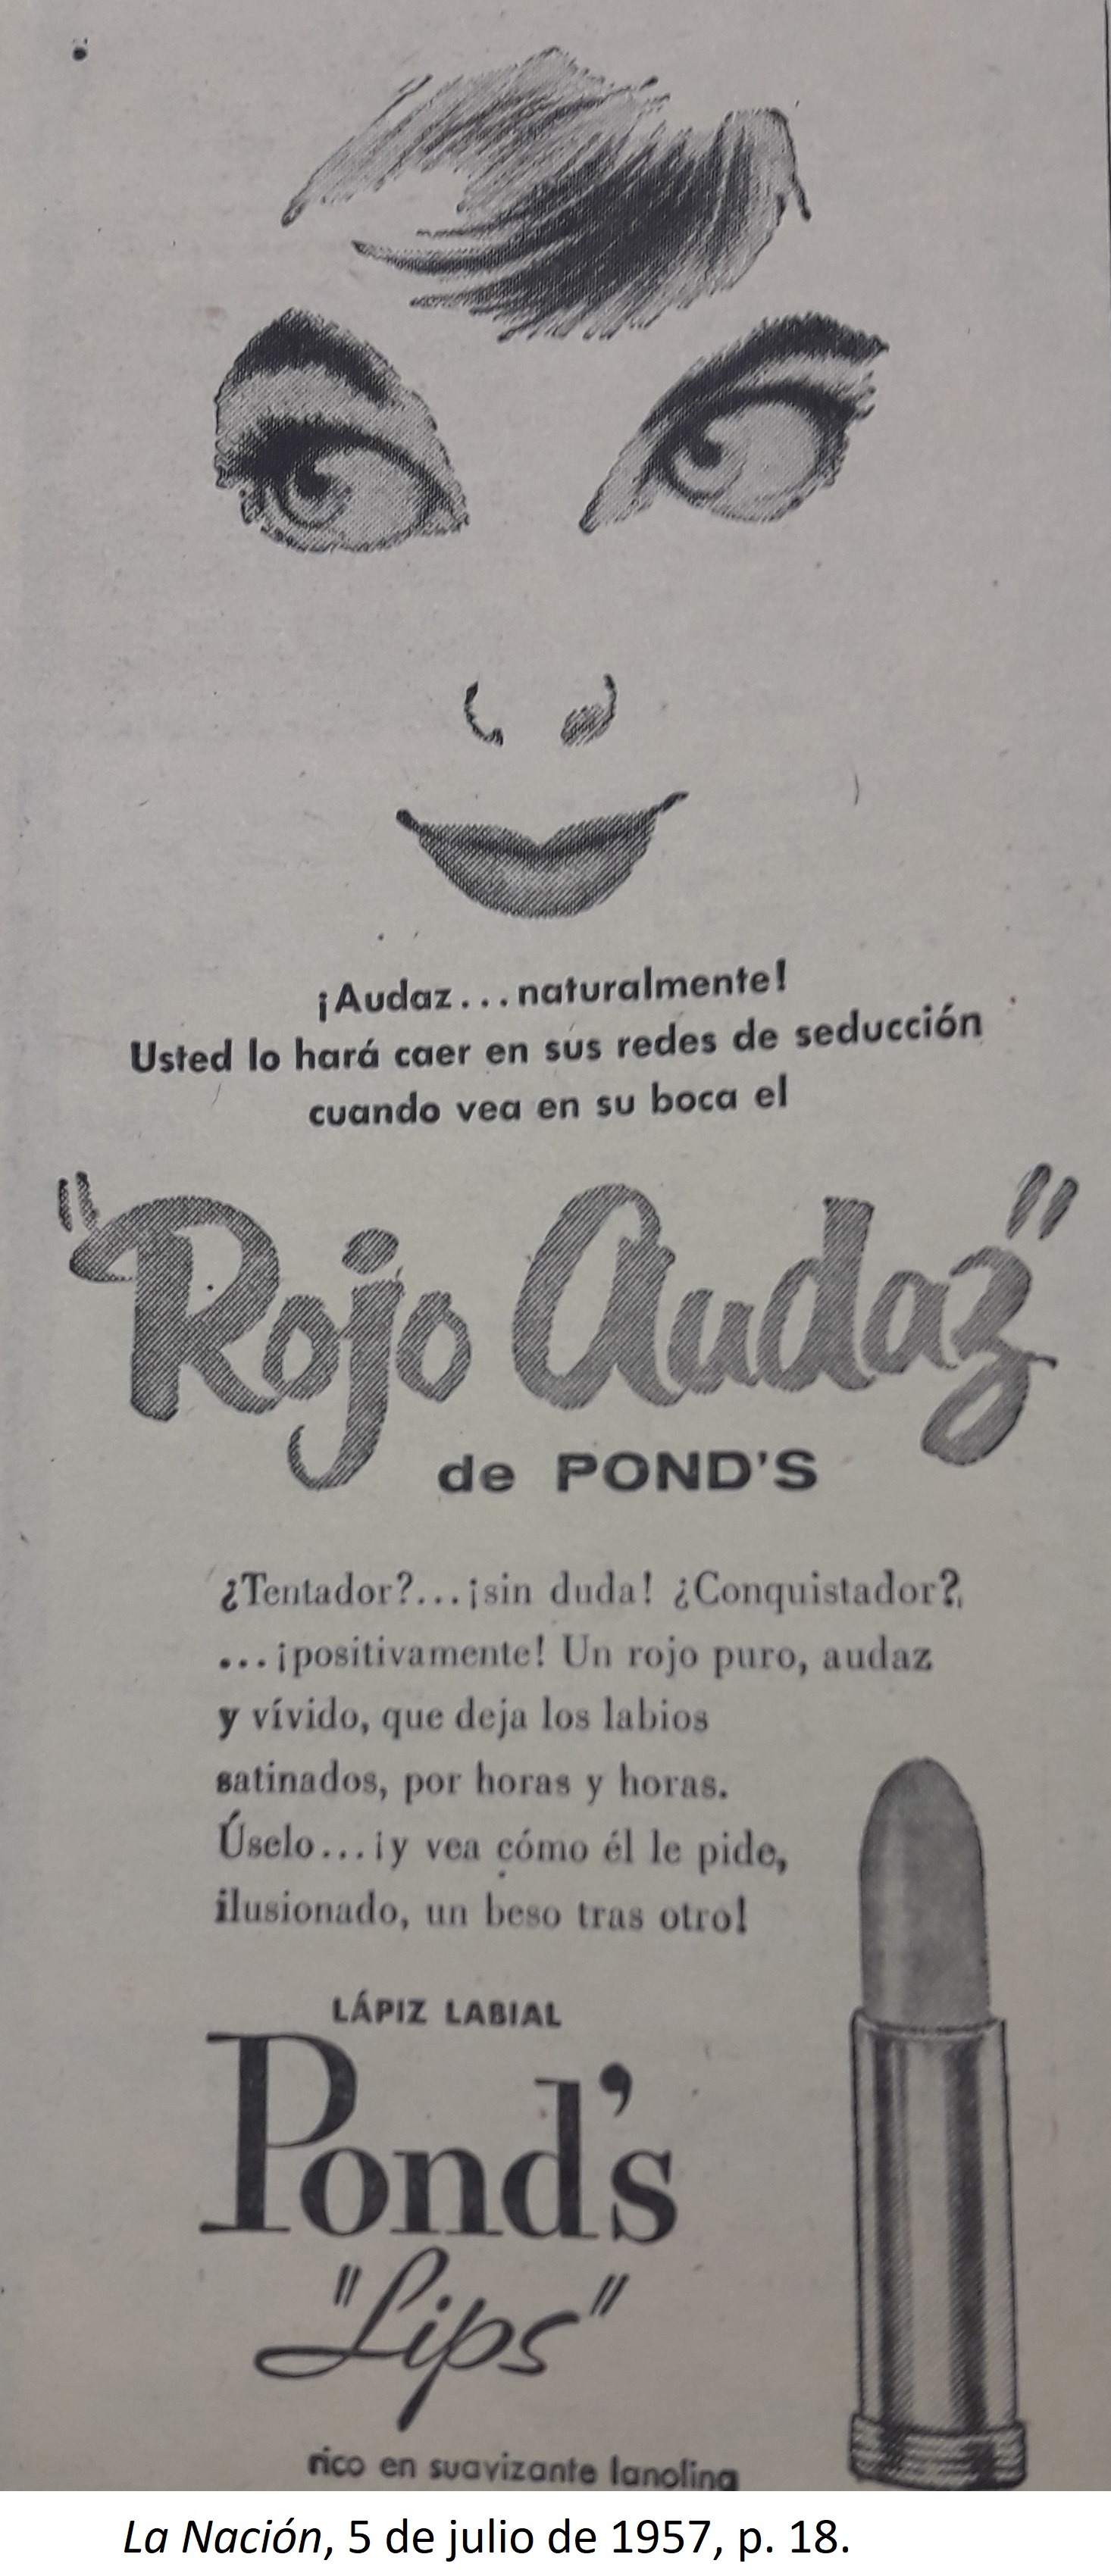 ¡Audaz...naturalmente!
Usted lo hará caer en sus redes de seducción
cuando vea en su boca el
"Rojo Audaz"
de POND'S
¿Tentador?...¡sin duda! ¿Conquistador?,
...¡positivamente! Un rojo puro, audaz
y vívido, que deja los labios
satinados, por horas y horas.
Úselo...¡y vea cómo él le pide,
ilusionado, un beso tras otro!
LÁPIZ LABIAL
Pond's
"Lips"
rico en suavizante lanolina
La Nación, 5 de julio de 1957, p. 18.